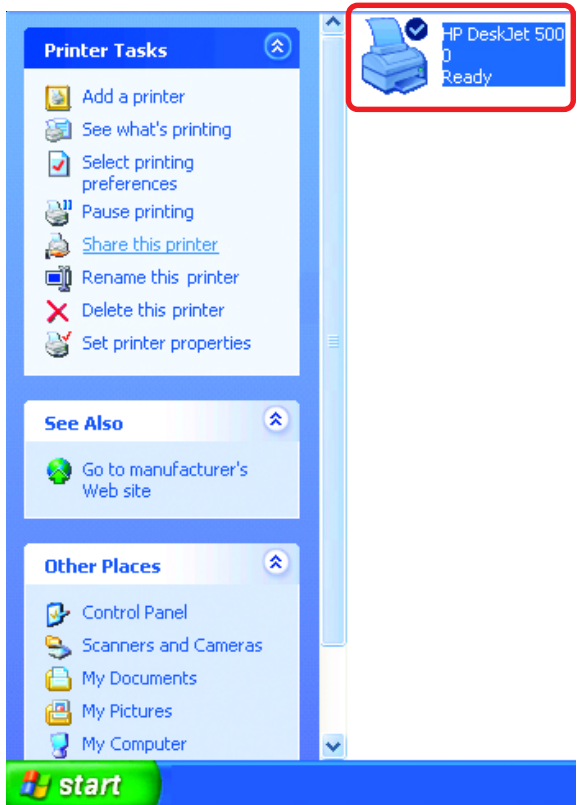 Printer Tasks
Add a printer
See what's printing
Select printing
preferences
Pause printing
Share this printer
Rename this printer
Delete this printer
Set printer properties
See Also
Go to manufacturer's
Web site
Other Places
Control Panel
Scanners and Cameras
My Documents
My Pictures
My Computer
HP DeskJet 500
0
Ready
start